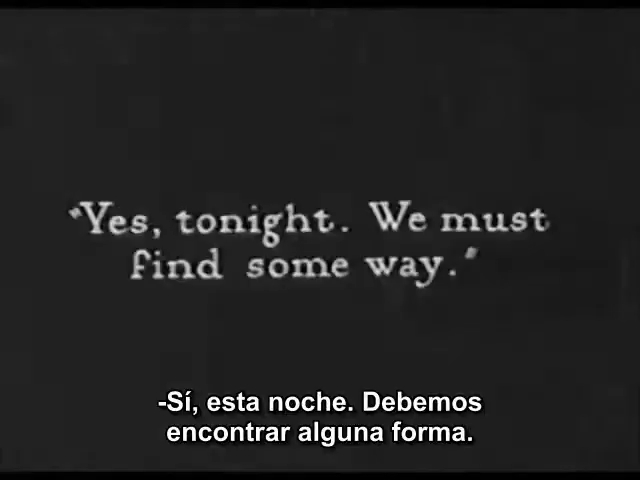 "Yes, tonight. We must
find some way."
-Sí, esta noche. Debemos
encontrar alguna forma.